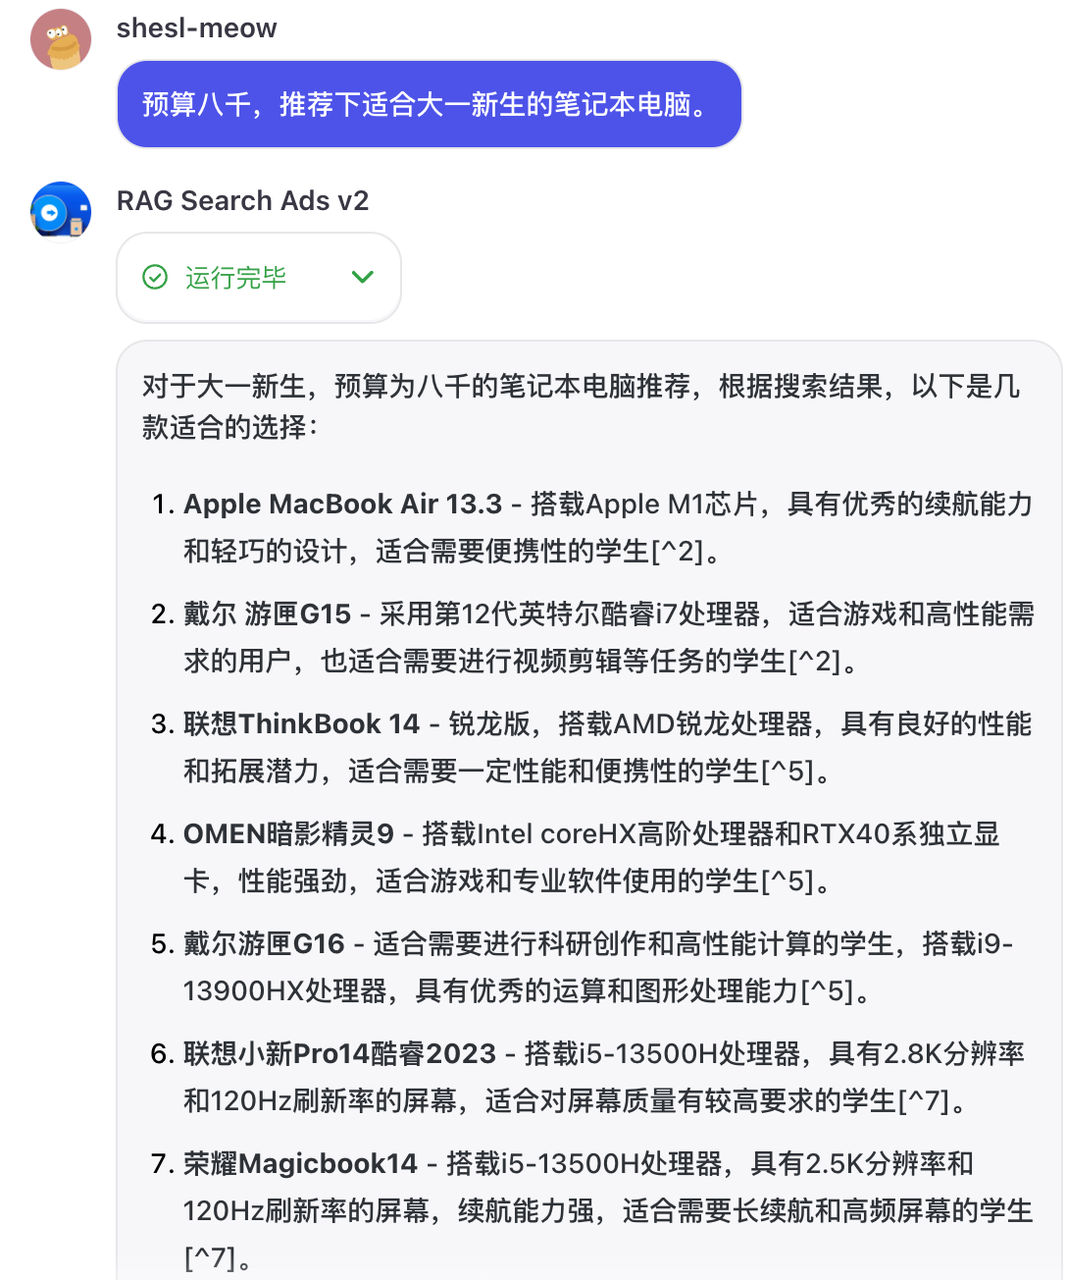 shesl-meow
预算八千，推荐下适合大一新生的笔记本电脑。
RAG Search Ads v2
运行完毕
对于大一新生，预算为八千的笔记本电脑推荐，根据搜索结果，以下是几
款适合的选择：
1. Apple MacBook Air 13.3 - 搭载Apple M1芯片，具有优秀的续航能力
和轻巧的设计，适合需要便携性的学生[^2]。
2. 戴尔 游匣G15 - 采用第12代英特尔酷睿i7处理器，适合游戏和高性能需
求的用户，也适合需要进行视频剪辑等任务的学生[^2]。
3. 联想ThinkBook 14 - 锐龙版，搭载AMD锐龙处理器，具有良好的性能
和拓展潜力，适合需要一定性能和便携性的学生[^5]。
4. OMEN暗影精灵9 - 搭载Intel coreHX高阶处理器和RTX40系独立显
卡，性能强劲，适合游戏和专业软件使用的学生[^5]。
5. 戴尔游匣G16 - 适合需要进行科研创作和高性能计算的学生，搭载i9-
13900HX处理器，具有优秀的运算和图形处理能力[^5]。
6. 联想小新Pro14酷睿2023 - 搭载i5-13500H处理器，具有2.8K分辨率
和120Hz刷新率的屏幕，适合对屏幕质量有较高要求的学生[^7]。
7. 荣耀Magicbook14 - 搭载i5-13500H处理器，具有2.5K分辨率和
120Hz刷新率的屏幕，续航能力强，适合需要长续航和高频屏幕的学生
[^7]。